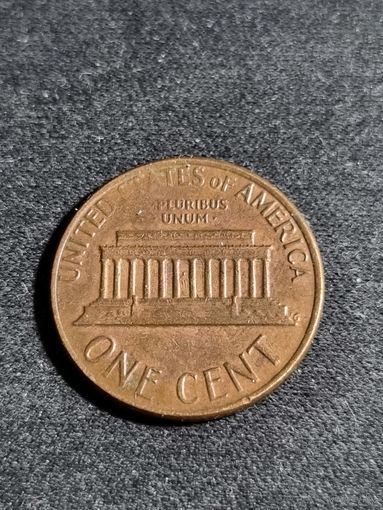 UNITED STATES OF AMERICA
E PLURIBUS
UNUM
ONE CENT